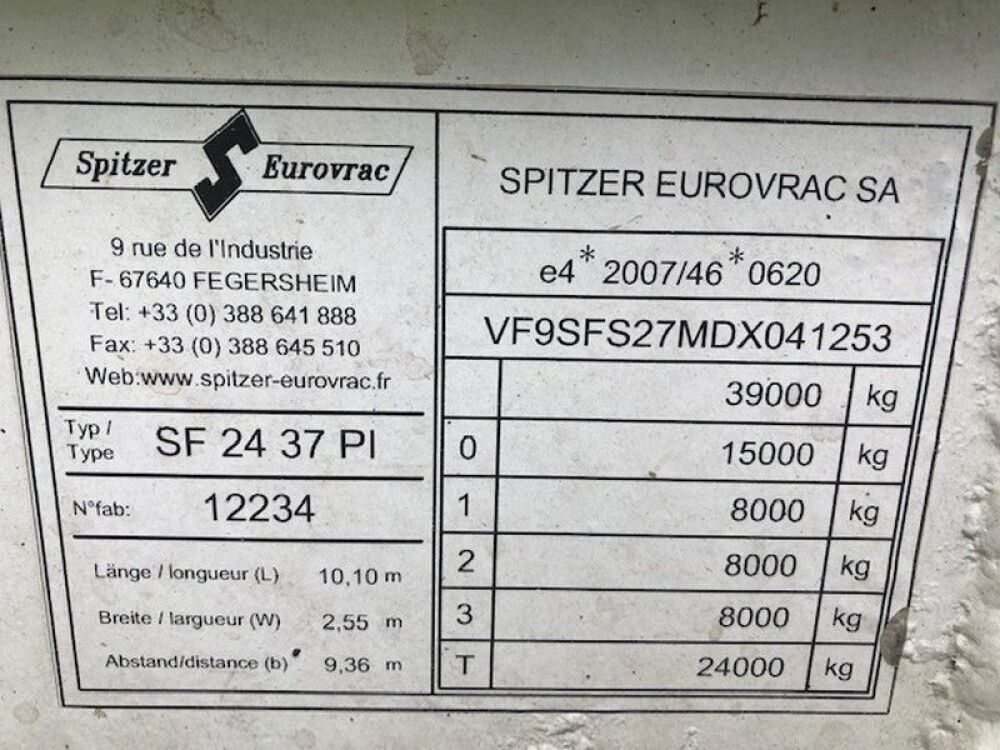 Spitzer S Eurovrac
9 rue de l'Industrie
F- 67640 FEGERSHEIM
Tel: +33 (0) 388 641 888
Fax: +33 (0) 388 645 510
Web:www.spitzer-eurovrac.fr
Typ /
Type
SF 24 37 PI
N°fab: 12234
Länge / longueur (L) 10,10 m
Breite / largueur (W) 2,55 m
Abstand/distance (b) 9,36 m
SPITZER EUROVRAC SA
e4 * 2007/46 * 0620
VF9SFS27MDX041253
39000 kg
0 15000 kg
1 8000 kg
2 8000 kg
3 8000 kg
T 24000 kg